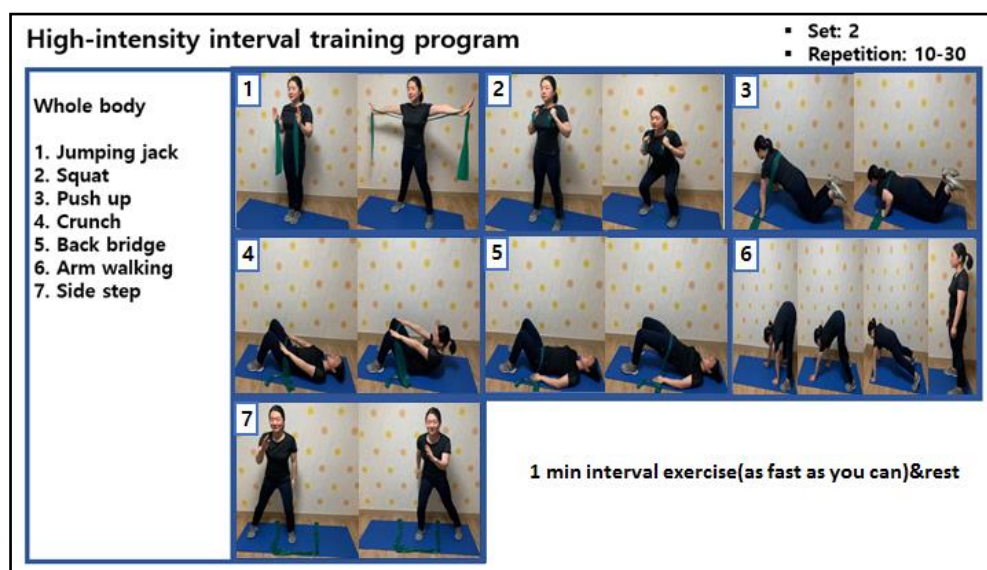 High-intensity interval training program
▪ Set: 2
▪ Repetition: 10-30
Whole body
1. Jumping jack
2. Squat
3. Push up
4. Crunch
5. Back bridge
6. Arm walking
7. Side step
1
2
3
4
5
6
7
1 min interval exercise(as fast as you can)&rest